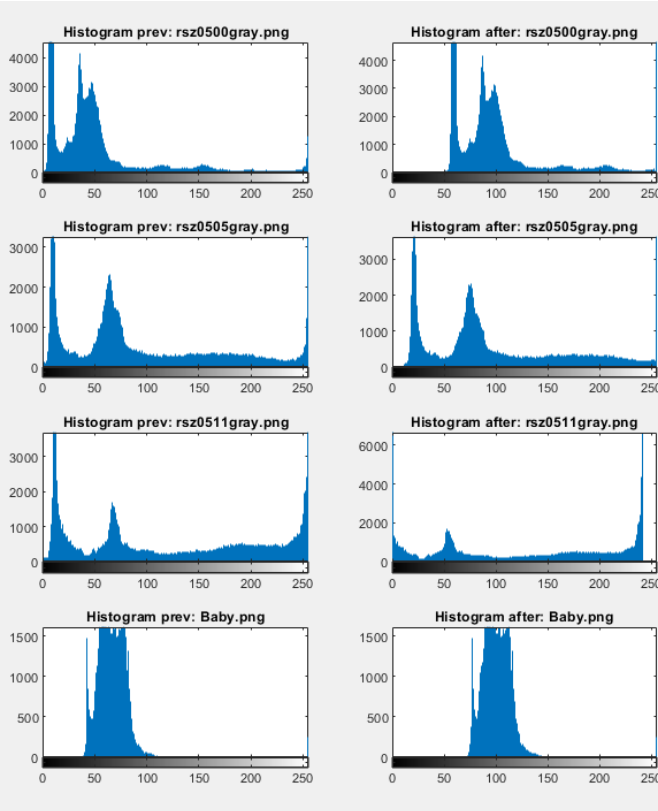 Histogram prev: rsz0500gray.png Histogram after: rsz0500gray.png
4000 4000
3000 3000
2000 2000
1000 1000
0 0
0 50 100 150 200 250 0 50 100 150 200 250
Histogram prev: rsz0505gray.png Histogram after: rsz0505gray.png
3000 3000
2000 2000
1000 1000
0 0
0 50 100 150 200 250 0 50 100 150 200 250
Histogram prev: rsz0511gray.png Histogram after: rsz0511gray.png
3000 6000
2000 4000
1000 2000
0 0
0 50 100 150 200 250 0 50 100 150 200 250
Histogram prev: Baby.png Histogram after: Baby.png
1500 1500
1000 1000
500 500
0 0
0 50 100 150 200 250 0 50 100 150 200 250